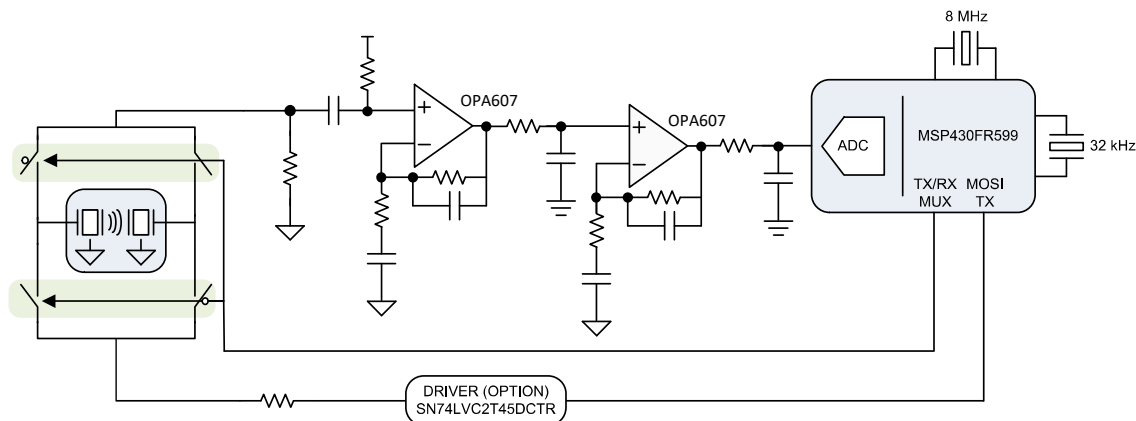 8 MHz
OPA607
OPA607
ADC
MSP430FR599
32 kHz
TX/RX MOSI
MUX TX
DRIVER (OPTION)
SN74LVC2T45DCTR
+
−
+
−